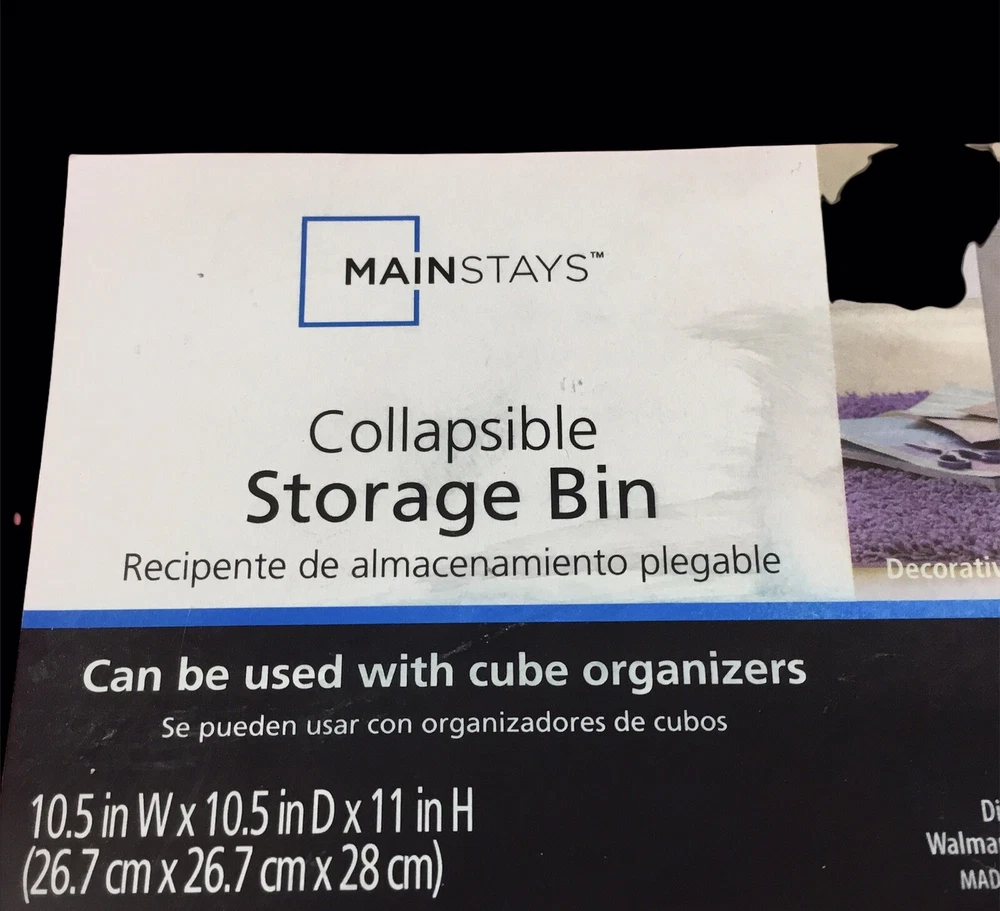 MAINSTAYS™
Collapsible
Storage Bin
Recipente de almacenamiento plegable
Decorativ
Can be used with cube organizers
Se pueden usar con organizadores de cubos
10.5 in W x 10.5 in D x 11 in H
(26.7 cm x 26.7 cm x 28 cm)
Di
Walma
MAD